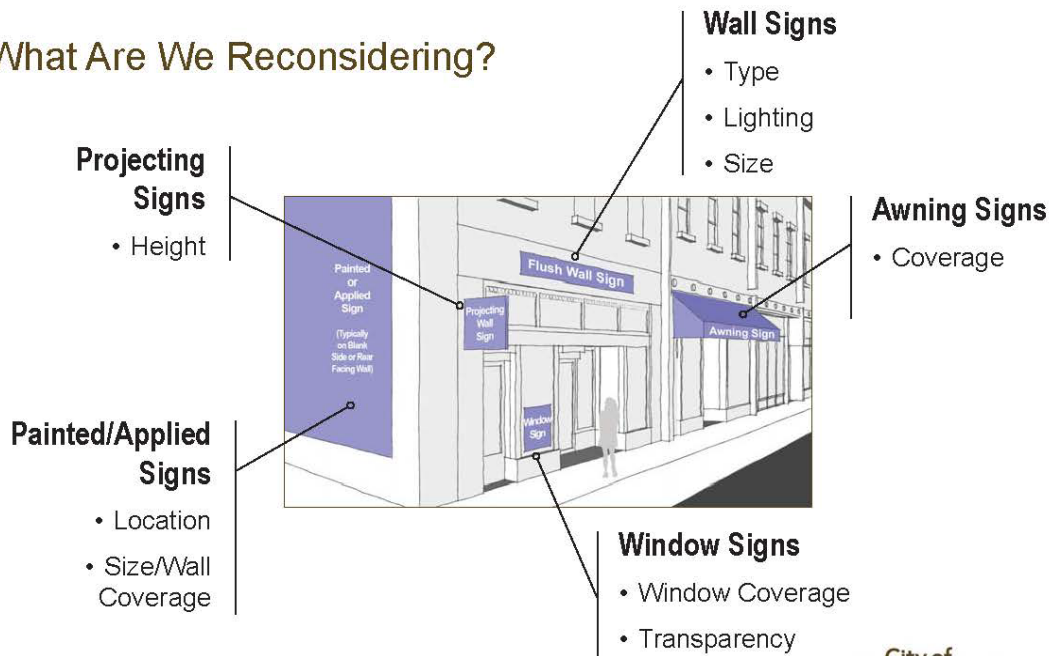 What Are We Reconsidering?
Wall Signs
• Type
• Lighting
• Size
Projecting
Signs
• Height
Awning Signs
• Coverage
Painted
or
Applied
Sign
(Typically
on Blank
Side or Rear
Facing Wall)
Flush Wall Sign
Projecting
Wall
Sign
Awning Sign
Window
Sign
Painted/Applied
Signs
• Location
• Size/Wall
Coverage
Window Signs
• Window Coverage
• Transparency
City of